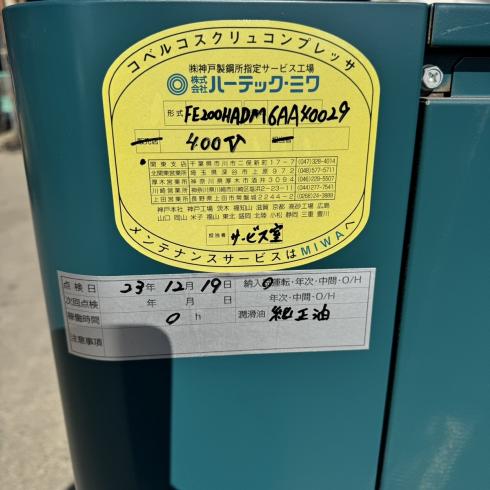 コベルコスクリュコンプレッサ
㈱神戸製鋼所指定サービス工場
株式会社 ハーテック・ミワ
形式 FE200HADM6AA40029
400V
関東支店 千葉県市川市二俣新町17-7 (047)328-4014
北関東営業所 埼玉県深谷市上原972 (048)577-5711
厚木営業所 神奈川県厚木市酒井3094 (046)228-5507
川崎営業所 神奈川県川崎市川崎区塩浜2-23-11 (044)277-7541
上田営業所 長野県上田市常磐城2244-2 (0268)24-3888
神戸本社 神戸工場 茨木 福知山 滋賀 京都 高砂工場 広島
山口 岡山 米子 福山 東北 盛岡 北陸 小松 静岡 三重 豊川
担当者 サービス室
メンテナンスサービスはMIWAへ
点検日 23年12月19日 納入 運転・年次・中間・O/H
次回点検 年 月 年次・中間・O/H
稼働時間 0 h 潤滑油 純正油
注意事項